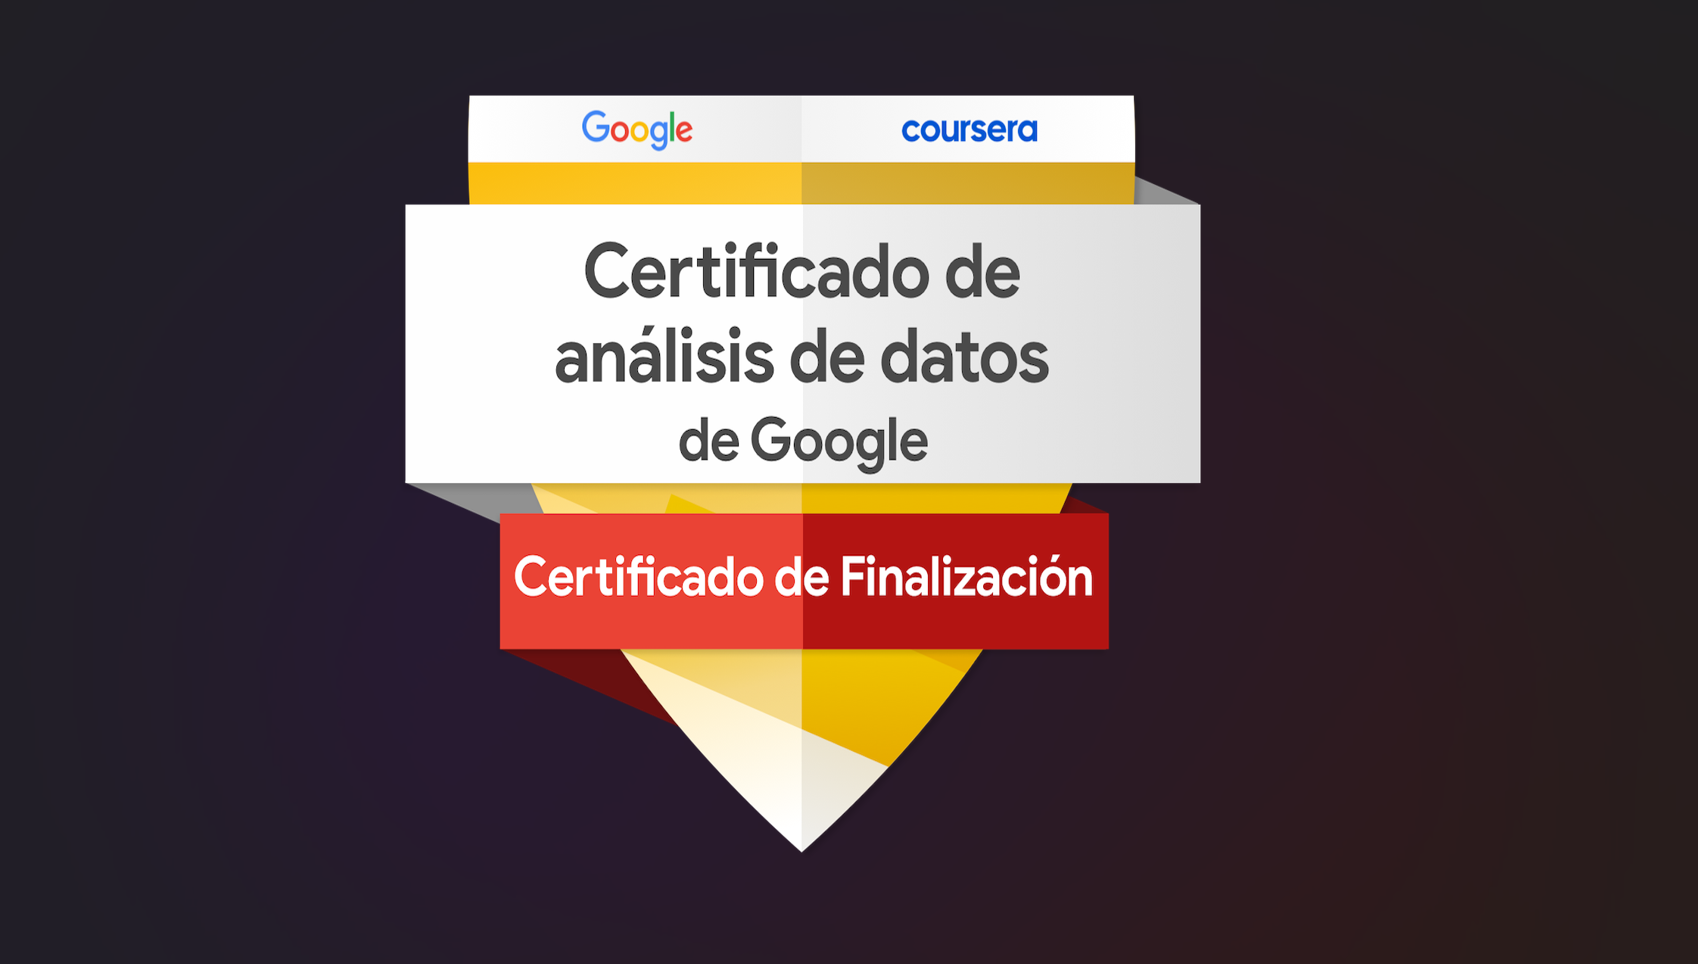 Google
coursera
Certificado de
análisis de datos
de Google
Certificado de Finalización